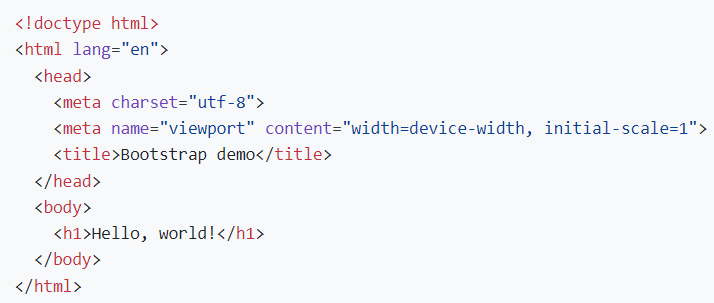 <!doctype html>
<html lang="en">
  <head>
    <meta charset="utf-8">
    <meta name="viewport" content="width=device-width, initial-scale=1">
    <title>Bootstrap demo</title>
  </head>
  <body>
    <h1>Hello, world!</h1>
  </body>
</html>